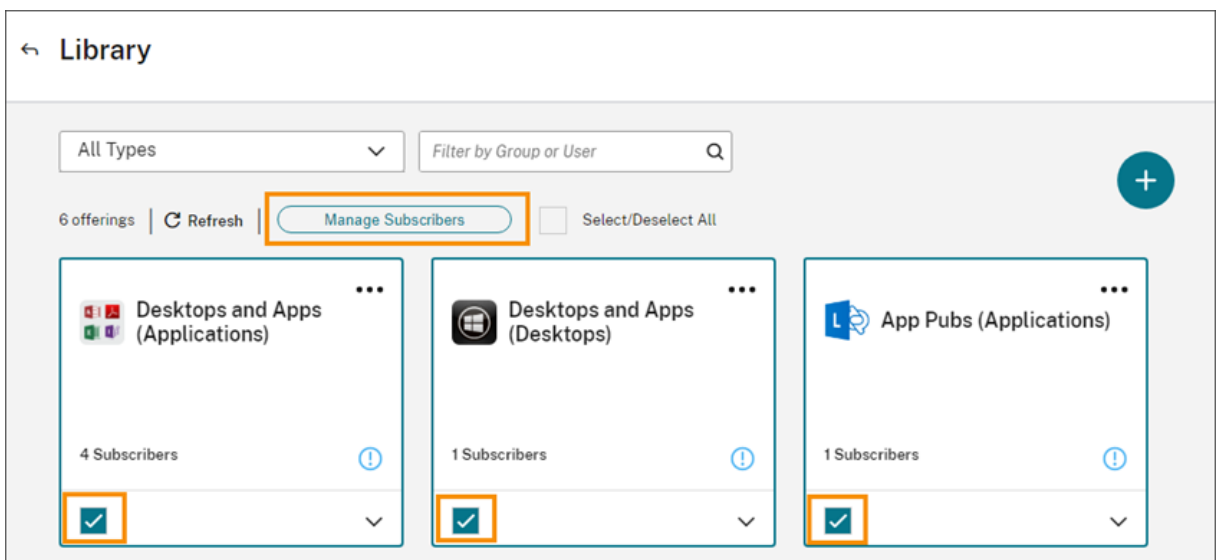 Library
All Types
Filter by Group or User
6 offerings
Refresh
Manage Subscribers
Select/Deselect All
Desktops and Apps
(Applications)
4 Subscribers
Desktops and Apps
(Desktops)
1 Subscribers
L
App Pubs (Applications)
1 Subscribers